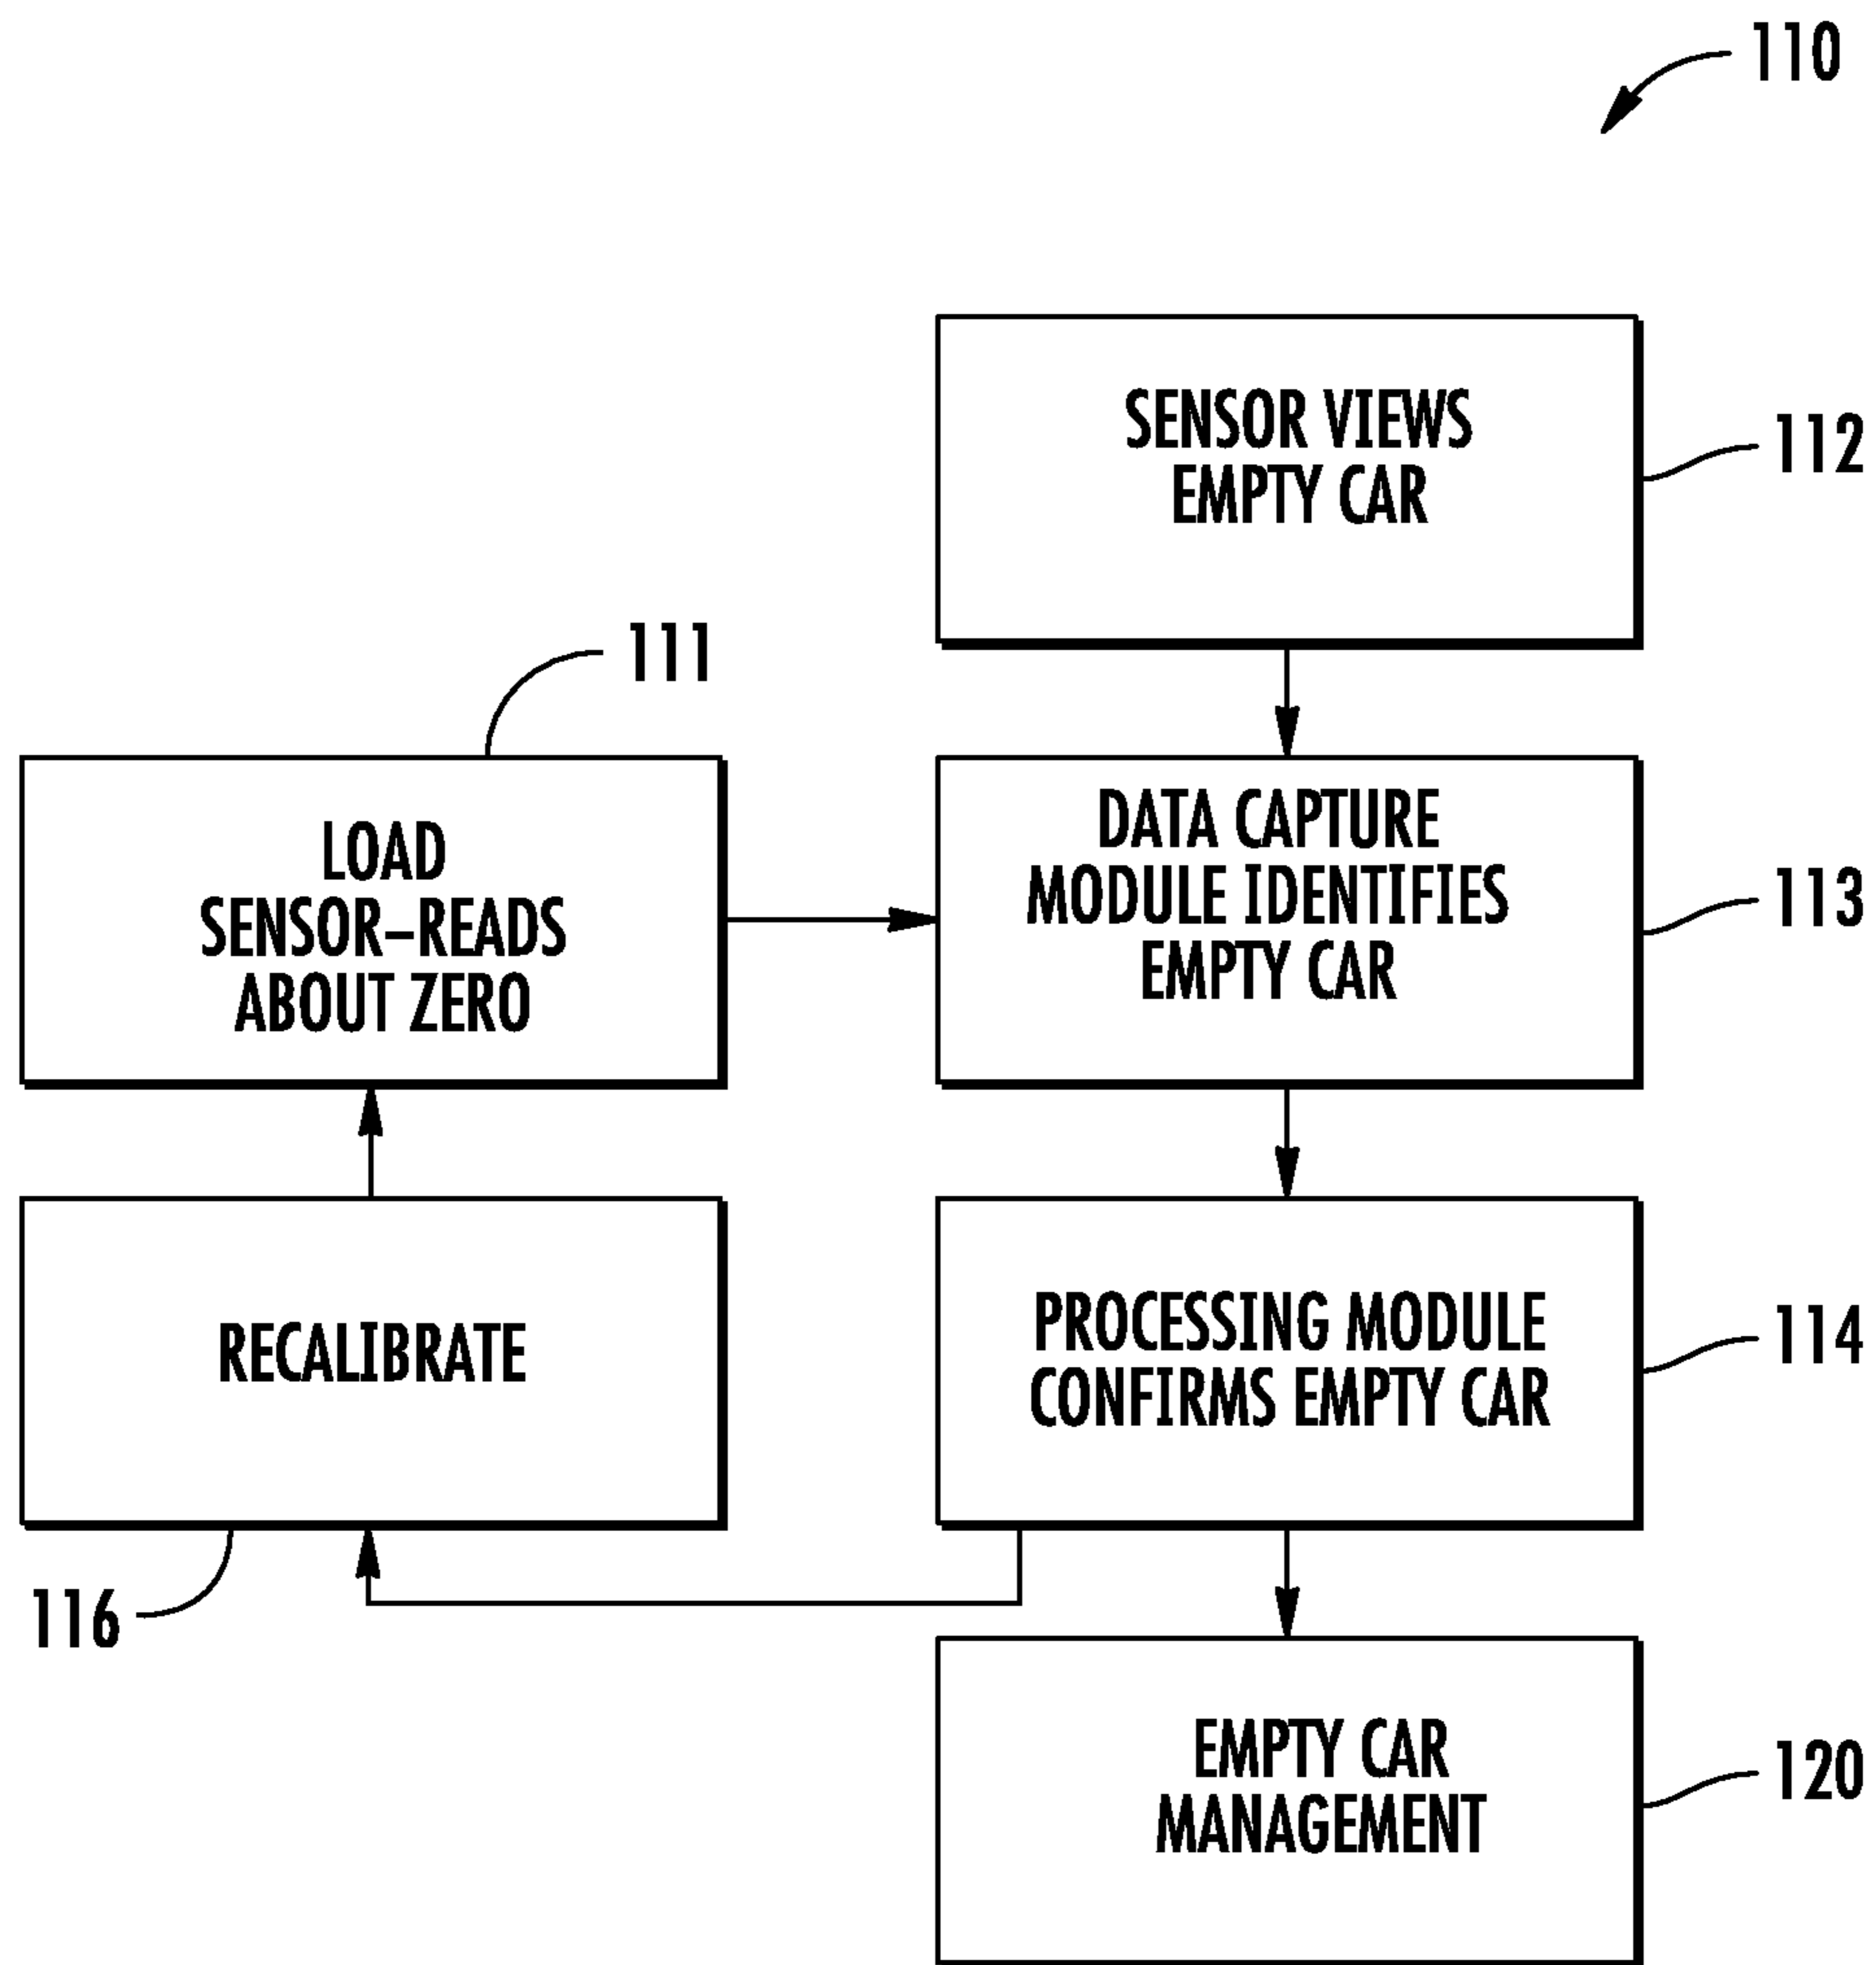 110
SENSOR VIEWS
EMPTY CAR
112
111
LOAD
SENSOR–READS
ABOUT ZERO
DATA CAPTURE
MODULE IDENTIFIES
EMPTY CAR
113
RECALIBRATE
PROCESSING MODULE
CONFIRMS EMPTY CAR
114
116
EMPTY CAR
MANAGEMENT
120